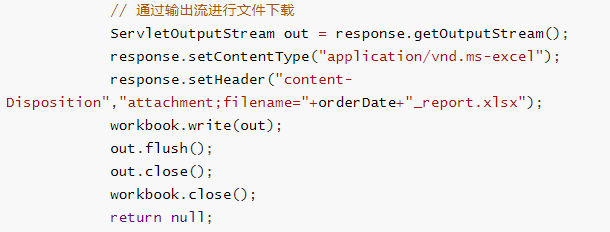 // 通过输出流进行文件下载
ServletOutputStream out = response.getOutputStream();
response.setContentType("application/vnd.ms-excel");
response.setHeader("content-
Disposition","attachment;filename="+orderDate+"_report.xlsx");
workbook.write(out);
out.flush();
out.close();
workbook.close();
return null;